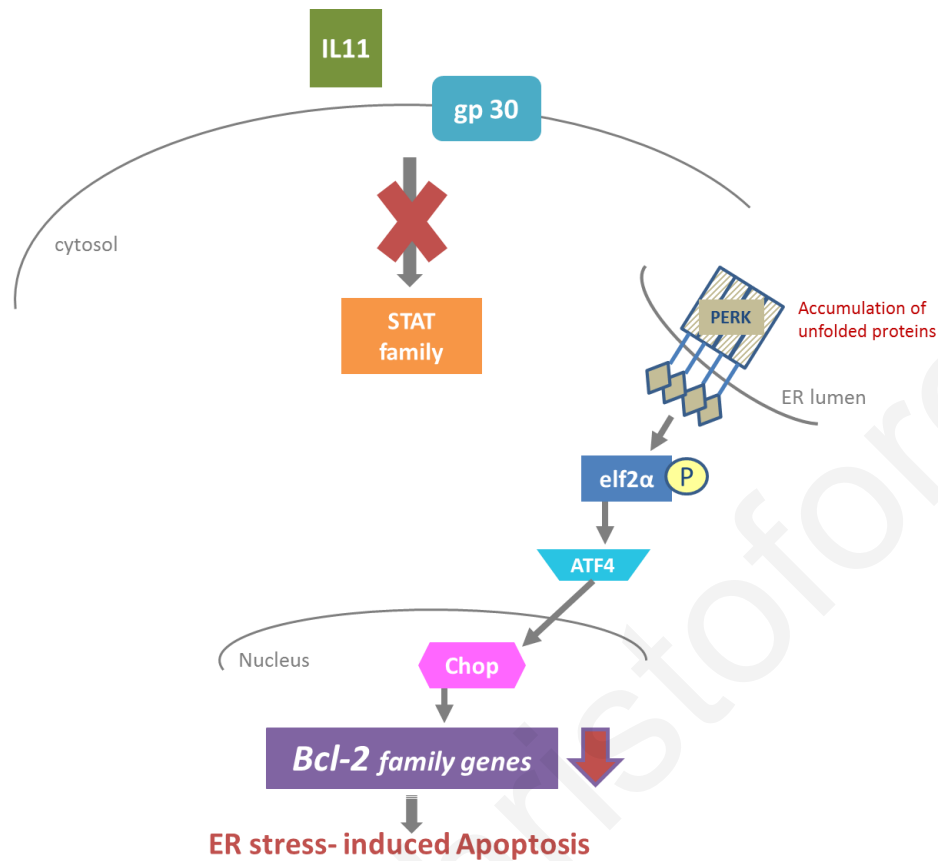 IL11
gp 30
cytosol
STAT
family
PERK
Accumulation of
unfolded proteins
ER lumen
elf2α
P
ATF4
Nucleus
Chop
Bcl-2 family genes
ER stress- induced Apoptosis
ristofor